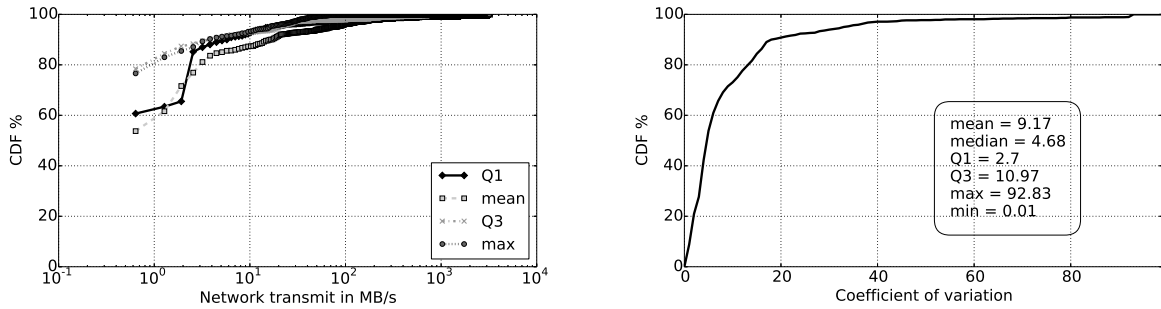 100
80
60
40
20
0
CDF %
10^-1
10^0
10^1
10^2
10^3
10^4
Network transmit in MB/s
Q1
mean
Q3
max
100
80
60
40
20
0
CDF %
0
20
40
60
80
Coefficient of variation
mean = 9.17
median = 4.68
Q1 = 2.7
Q3 = 10.97
max = 92.83
min = 0.01